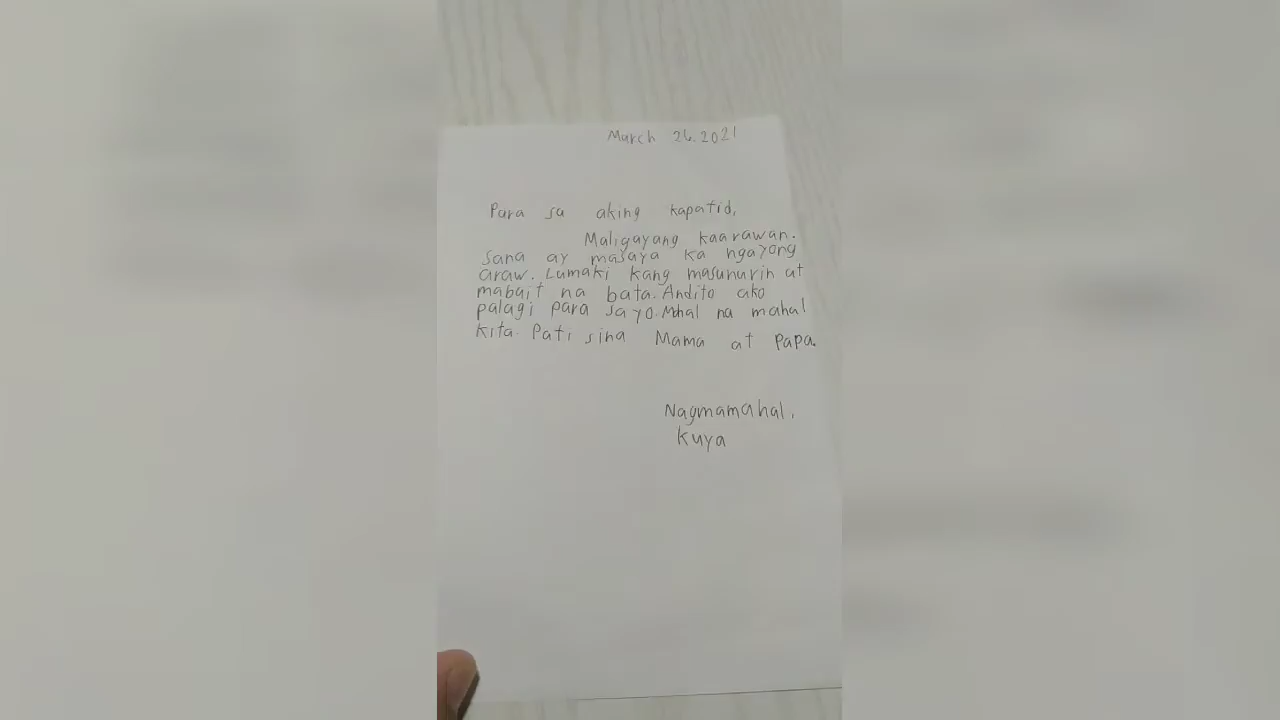 March 26, 2021
Para sa aking kapatid,
Maligayang kaarawan.
Sana ay masaya ka ngayong
araw. Lumaki kang masunurin at
mabait na bata. Andito ako
palagi para sayo. Mahal na mahal
kita. Pati sina Mama at Papa.
Nagmamahal,
Kuya